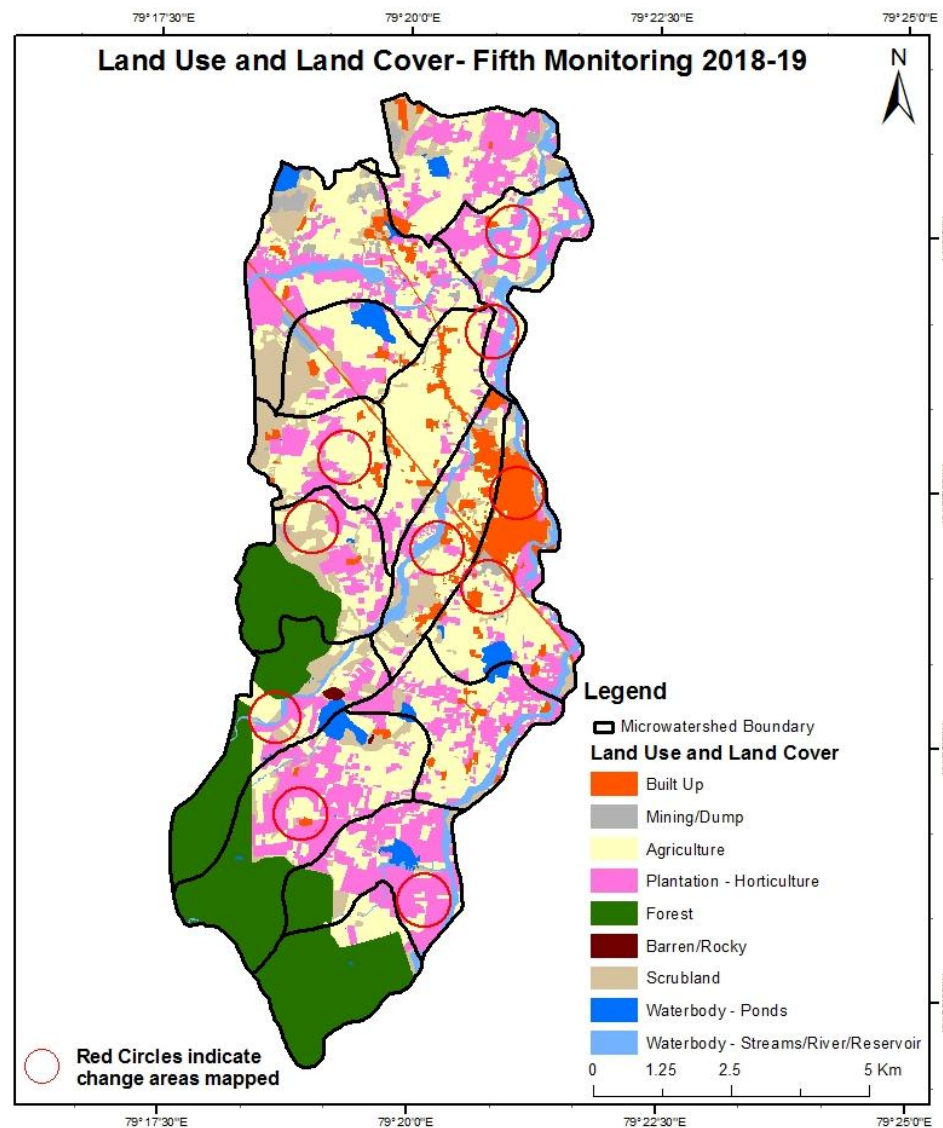 79°17'30"E 79°20'0"E 79°22'30"E 79°25'0"E
Land Use and Land Cover- Fifth Monitoring 2018-19
N
Legend
Microwatershed Boundary
Land Use and Land Cover
Built Up
Mining/Dump
Agriculture
Plantation - Horticulture
Forest
Barren/Rocky
Scrubland
Waterbody - Ponds
Waterbody - Streams/River/Reservoir
0 1.25 2.5 5 Km
Red Circles indicate
change areas mapped
79°17'30"E 79°20'0"E 79°22'30"E 79°25'0"E